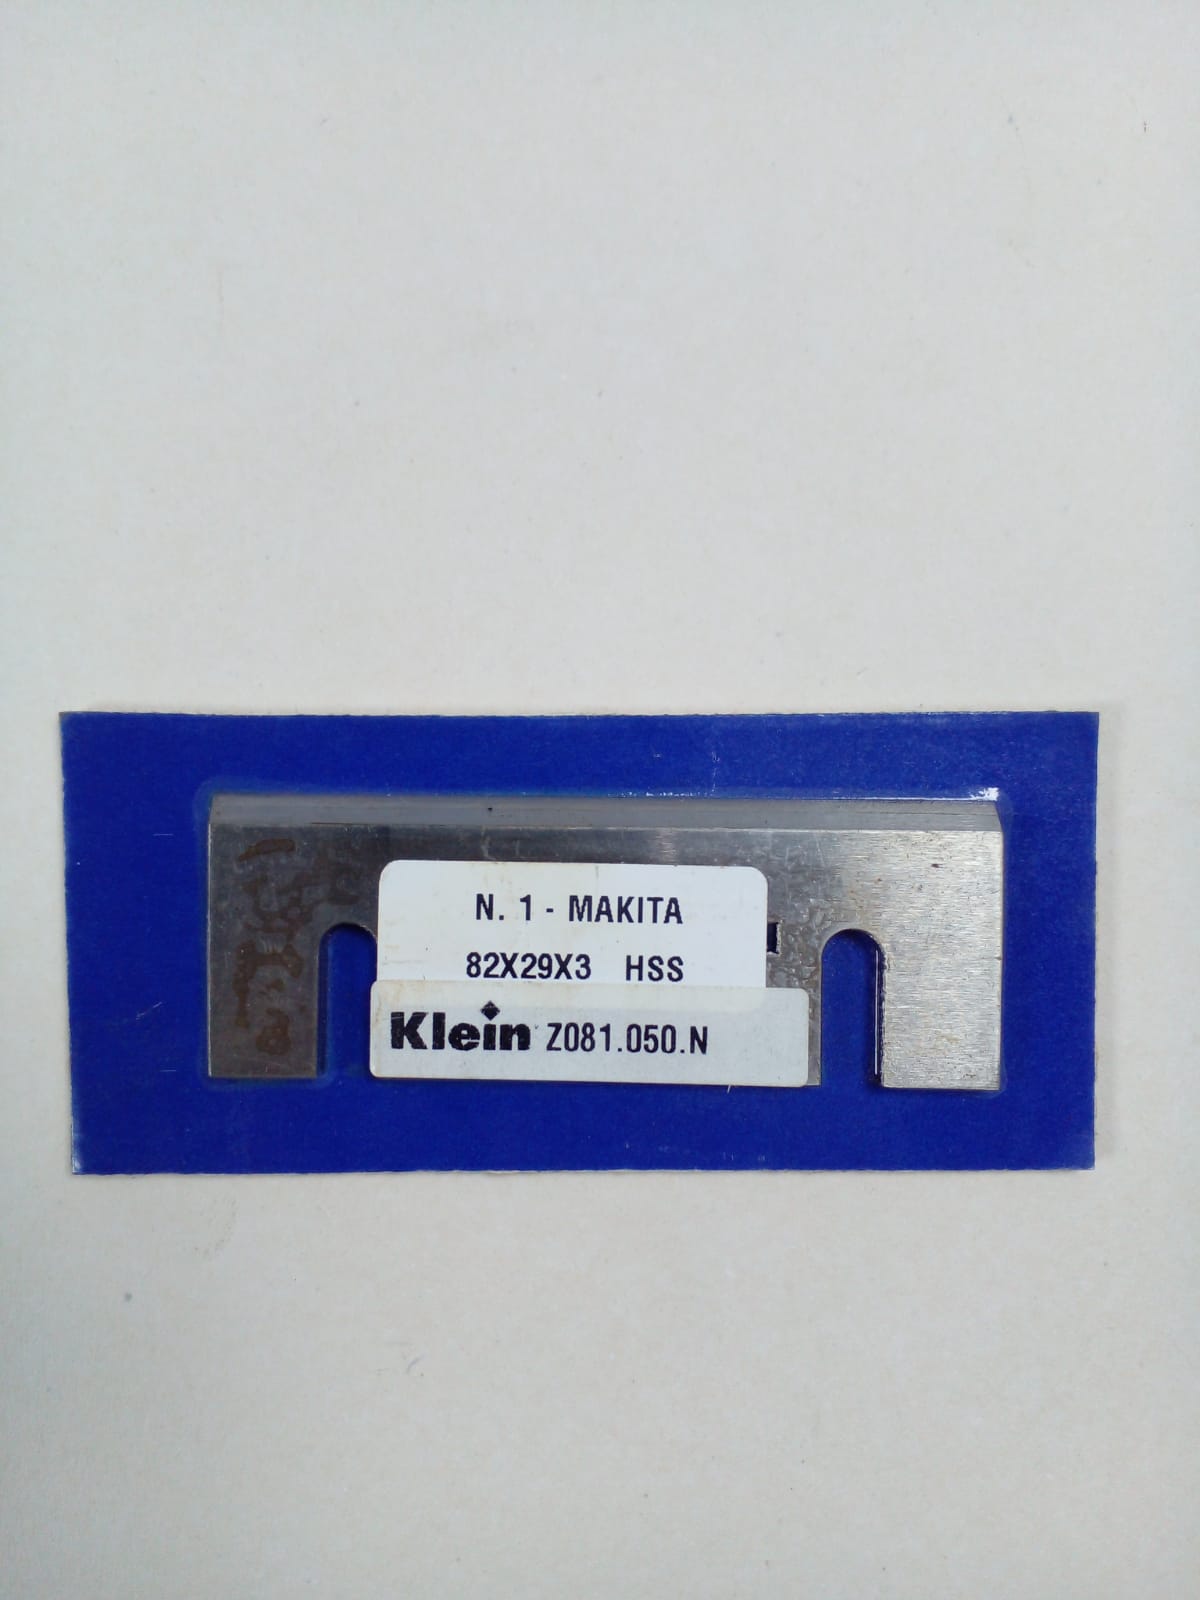 N. 1 - MAKITA
82X29X3 HSS
Klein Z081.050.N